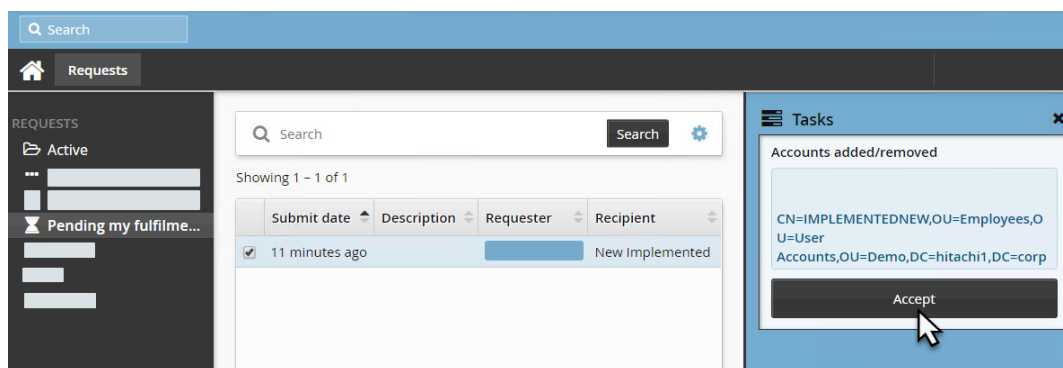 Search
Requests
REQUESTS
Active
Pending my fulfilme...
Search
Search
Showing 1 – 1 of 1
Submit date Description Requester Recipient
11 minutes ago New Implemented
Tasks
Accounts added/removed
CN=IMPLEMENTEDNEW,OU=Employees,O
U=User
Accounts,OU=Demo,DC=hitachi1,DC=corp
Accept